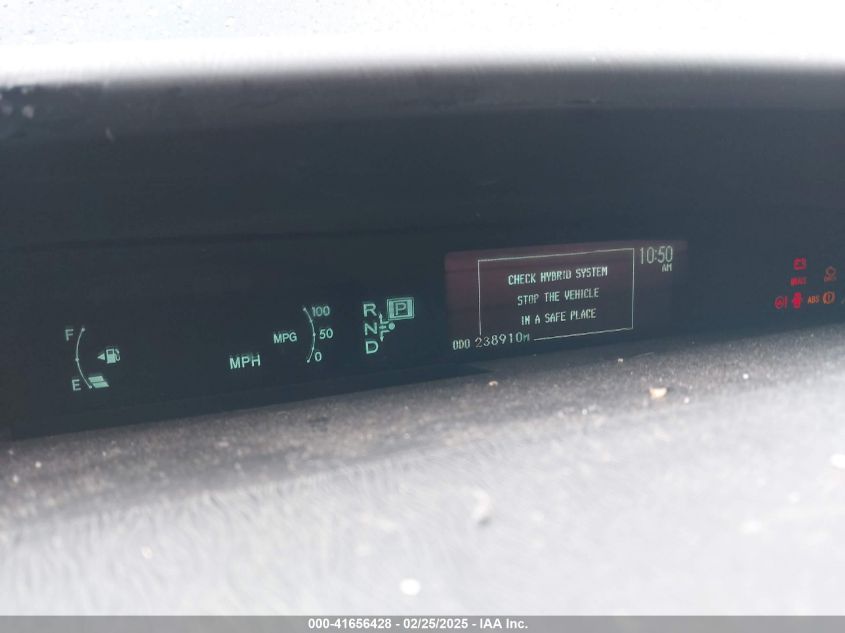 F
E
MPH
MPG
100
50
0
R
N
D
P
CHECK HYBRID SYSTEM
STOP THE VEHICLE
IN A SAFE PLACE
10:50
AM
ODO 238910M
ABS
000-41656428 - 02/25/2025 - IAA Inc.